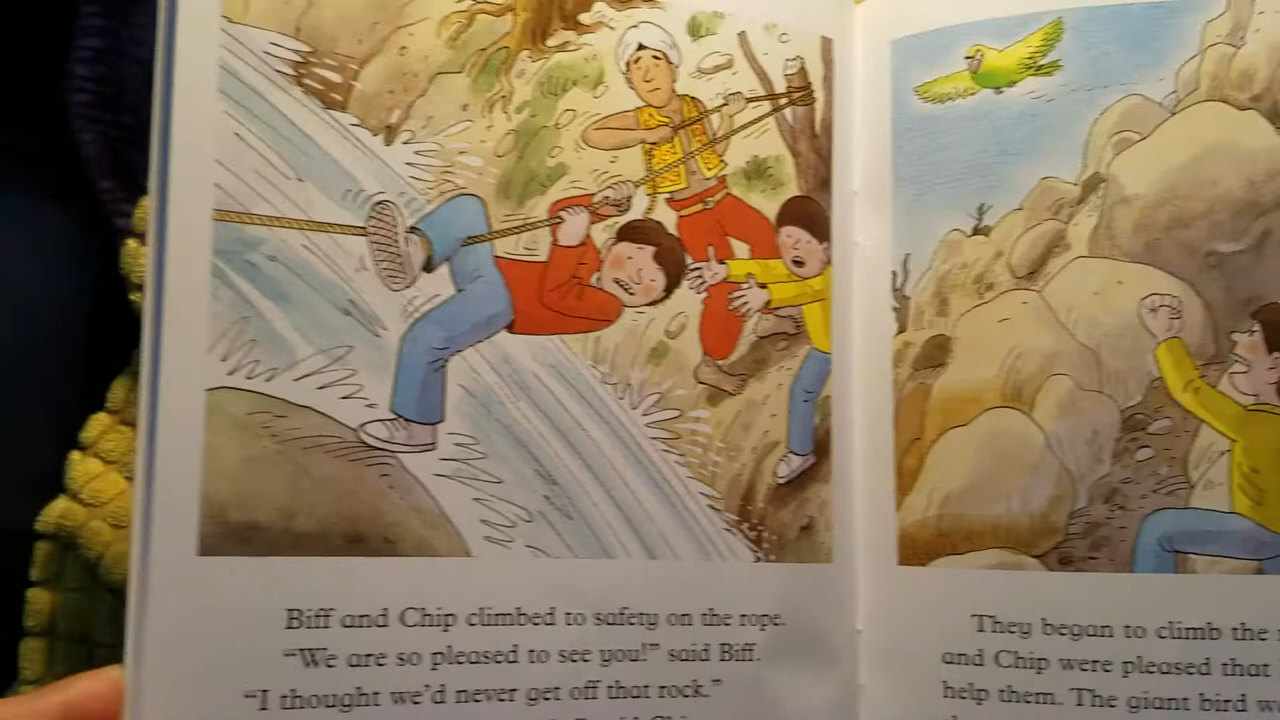 Biff and Chip climbed to safety on the rope.
“We are so pleased to see you!” said Biff.
“I thought we’d never get off that rock.”
They began to climb the
and Chip were pleased that
help them. The giant bird